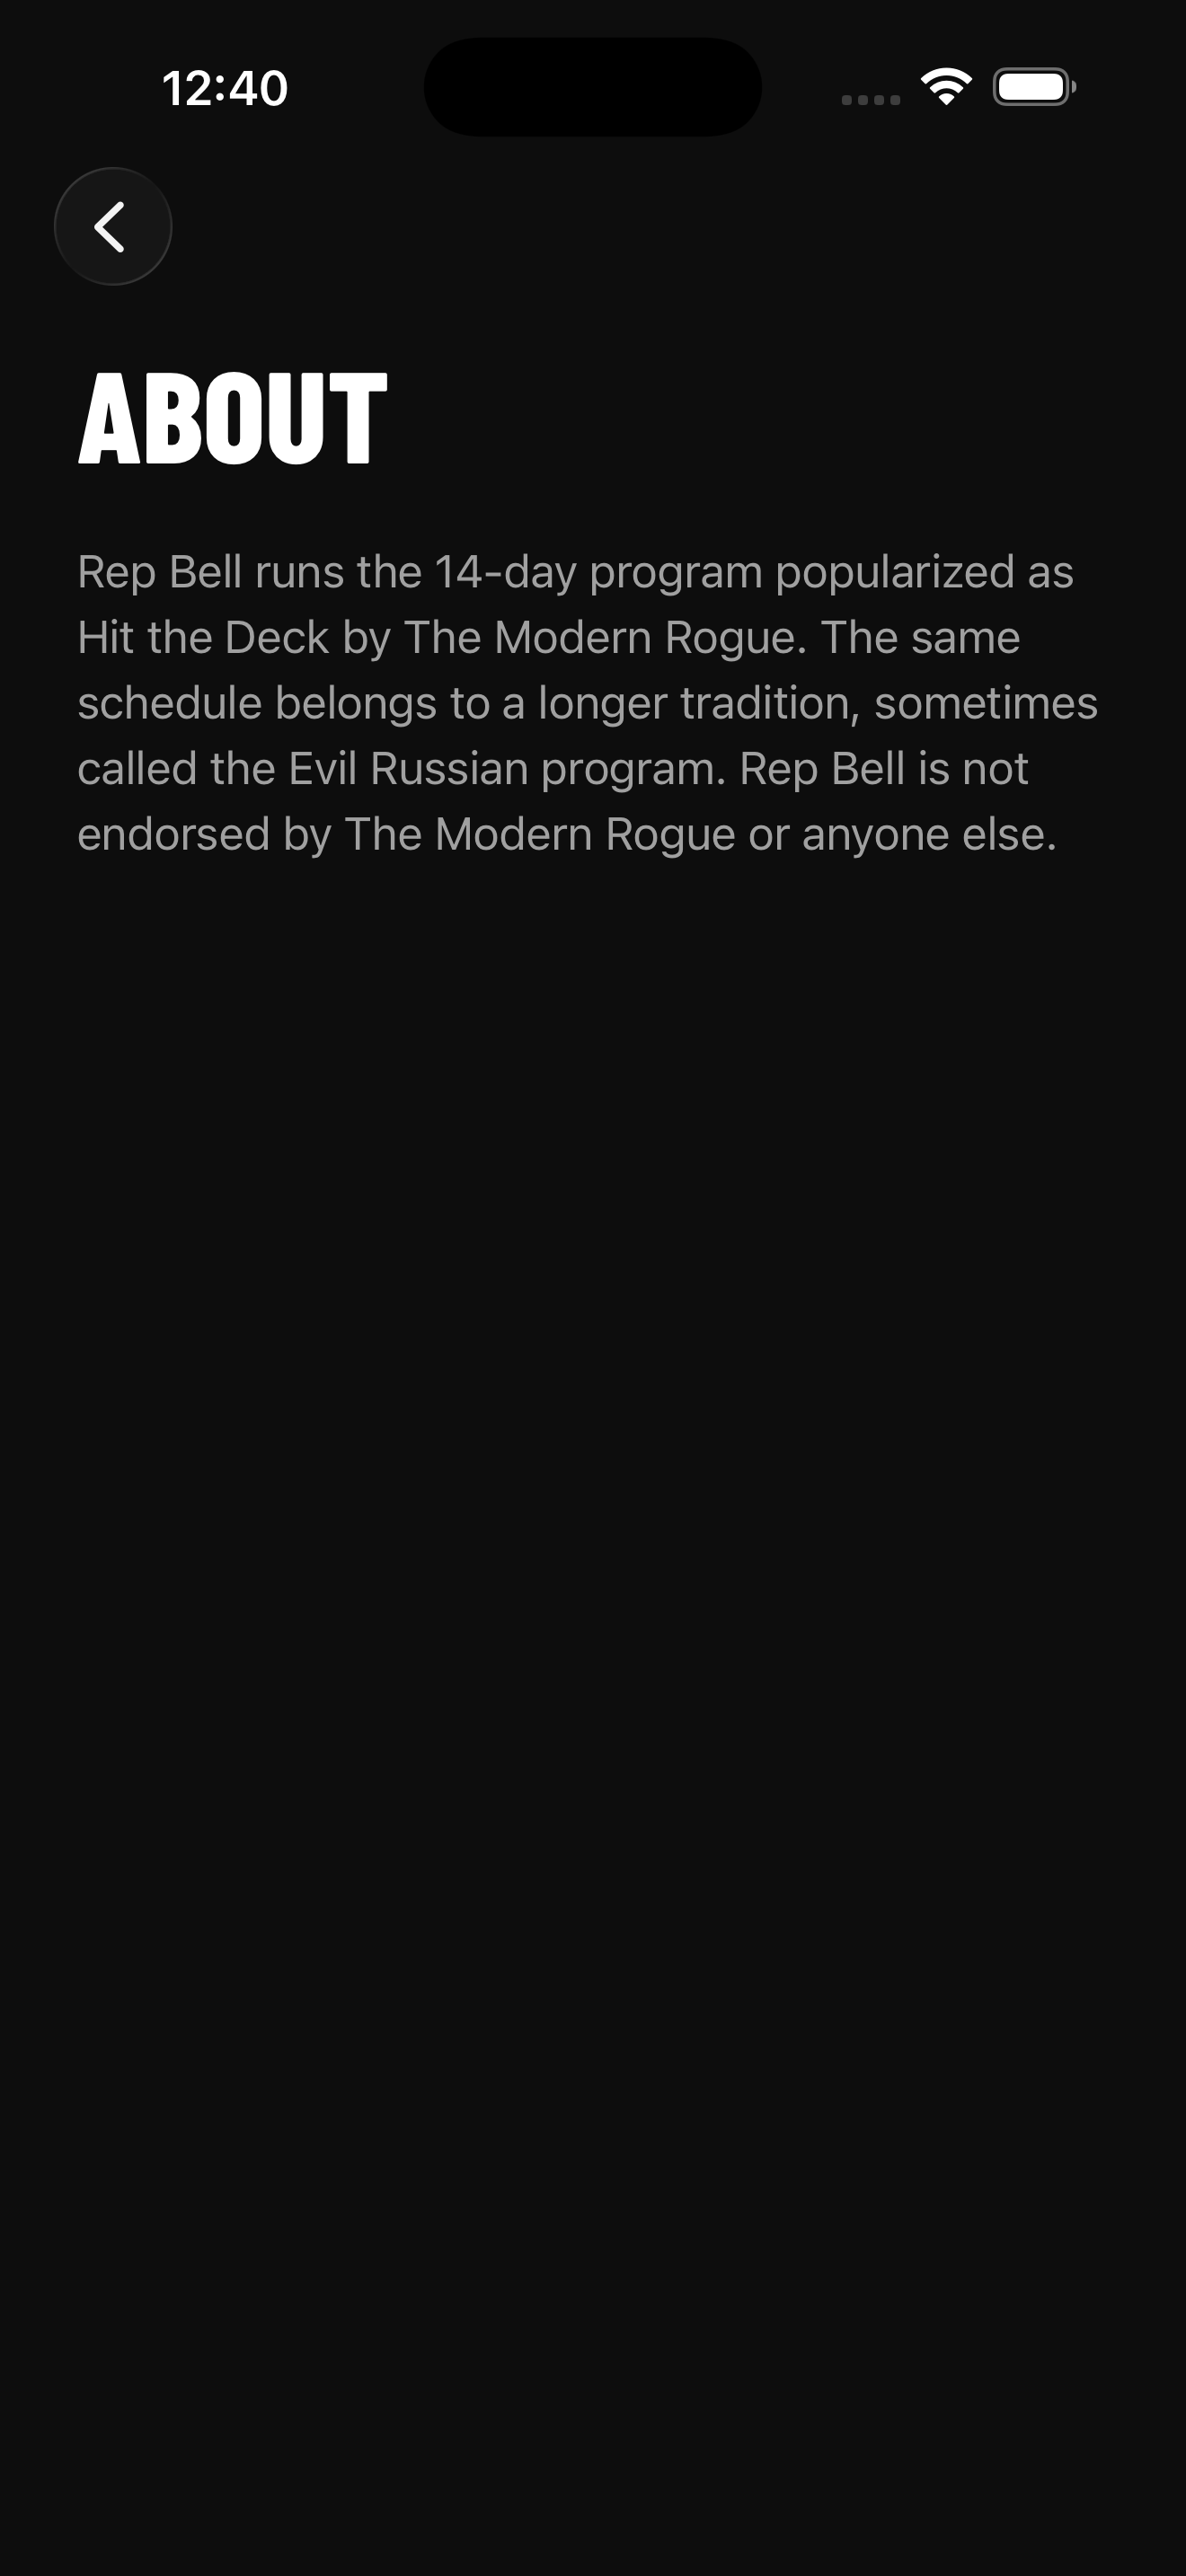 12:40
ABOUT
Rep Bell runs the 14-day program popularized as
Hit the Deck by The Modern Rogue. The same
schedule belongs to a longer tradition, sometimes
called the Evil Russian program. Rep Bell is not
endorsed by The Modern Rogue or anyone else.